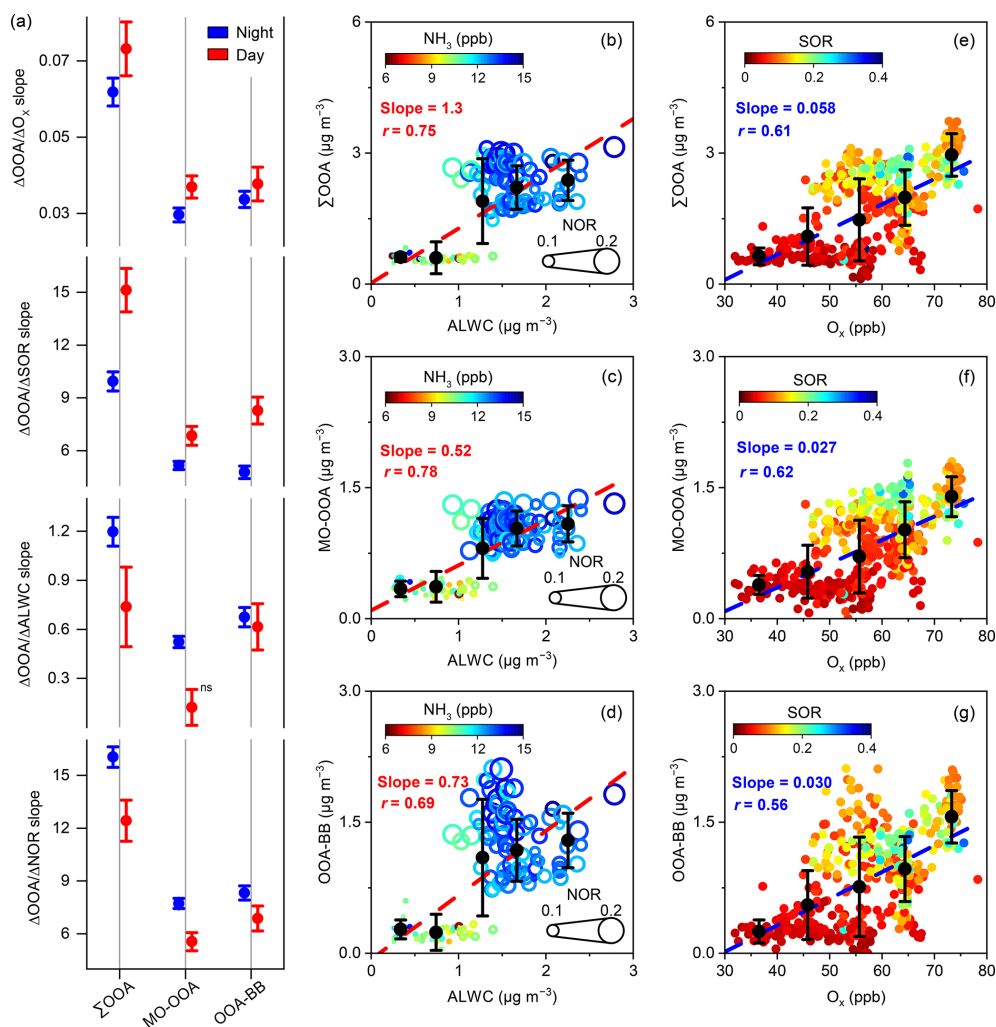 (a)
Night
Day
ΔOOA/ΔOₓ slope
0.07
0.05
0.03
ΔOOA/ΔSOR slope
15
12
9
6
ΔOOA/ΔALWC slope
1.2
0.9
0.6
0.3
ns
ΔOOA/ΔNOR slope
15
12
9
6
∑OOA
MO-OOA
OOA-BB
(b)
NH₃ (ppb)
6 9 12 15
Slope = 1.3
r = 0.75
NOR
0.1 0.2
∑OOA (μg m⁻³)
6
3
0
0 1 2 3
ALWC (μg m⁻³)
(e)
SOR
0 0.2 0.4
Slope = 0.058
r = 0.61
∑OOA (μg m⁻³)
6
3
0
30 40 50 60 70 80
Oₓ (ppb)
(c)
NH₃ (ppb)
6 9 12 15
Slope = 0.52
r = 0.78
NOR
0.1 0.2
MO-OOA (μg m⁻³)
3.0
1.5
0.0
0 1 2 3
ALWC (μg m⁻³)
(f)
SOR
0 0.2 0.4
Slope = 0.027
r = 0.62
MO-OOA (μg m⁻³)
3.0
1.5
0.0
30 40 50 60 70 80
Oₓ (ppb)
(d)
NH₃ (ppb)
6 9 12 15
Slope = 0.73
r = 0.69
NOR
0.1 0.2
OOA-BB (μg m⁻³)
3.0
1.5
0.0
0 1 2 3
ALWC (μg m⁻³)
(g)
SOR
0 0.2 0.4
Slope = 0.030
r = 0.56
OOA-BB (μg m⁻³)
3.0
1.5
0.0
30 40 50 60 70 80
Oₓ (ppb)